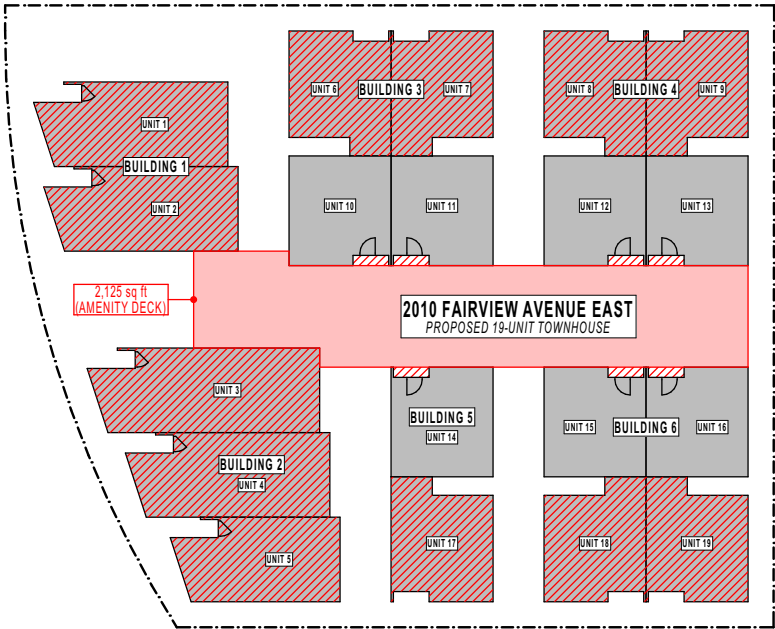 UNIT 6
BUILDING 3
UNIT 7
UNIT 8
BUILDING 4
UNIT 9
UNIT 1
BUILDING 1
UNIT 2
UNIT 10
UNIT 11
UNIT 12
UNIT 13
2,125 sq ft
(AMENITY DECK)
2010 FAIRVIEW AVENUE EAST
PROPOSED 19-UNIT TOWNHOUSE
UNIT 3
BUILDING 5
UNIT 14
UNIT 15
BUILDING 6
UNIT 16
BUILDING 2
UNIT 4
UNIT 5
UNIT 17
UNIT 18
UNIT 19